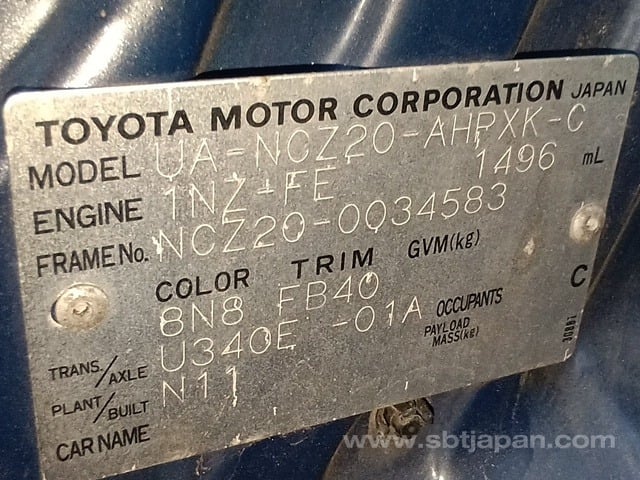 TOYOTA MOTOR CORPORATION JAPAN
MODEL UA-NCZ20-AHPXK-C
ENGINE 1NZ-FE 1496 mL
FRAME No. NCZ20-0034583
COLOR TRIM GVM(kg)
8N8 FB40 C
TRANS/AXLE U340E -01A OCCUPANTS
PAYLOAD
MASS(kg)
PLANT/BUILT N11
CAR NAME
www.sbtjapan.com